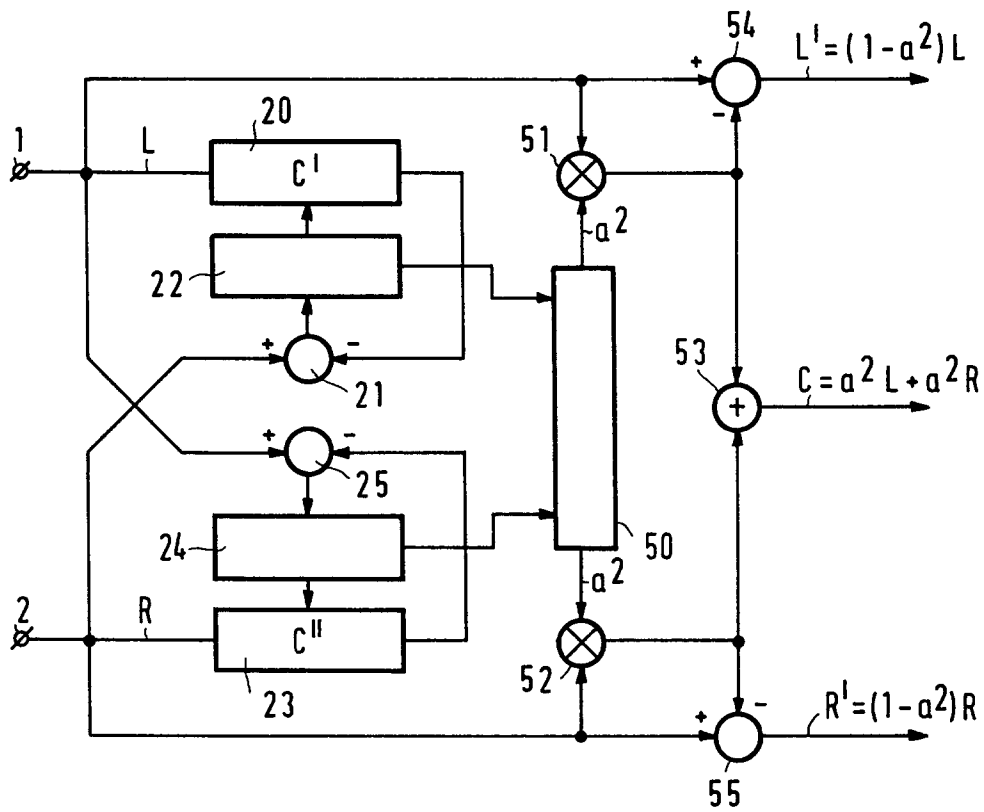 54
L' = (1 - a²) L
+
-
1
L
20
C'
51
a²
22
+
-
21
53
+
C = a² L + a² R
+
-
25
24
50
a²
2
R
C"
23
52
+
-
R' = (1 - a²) R
55